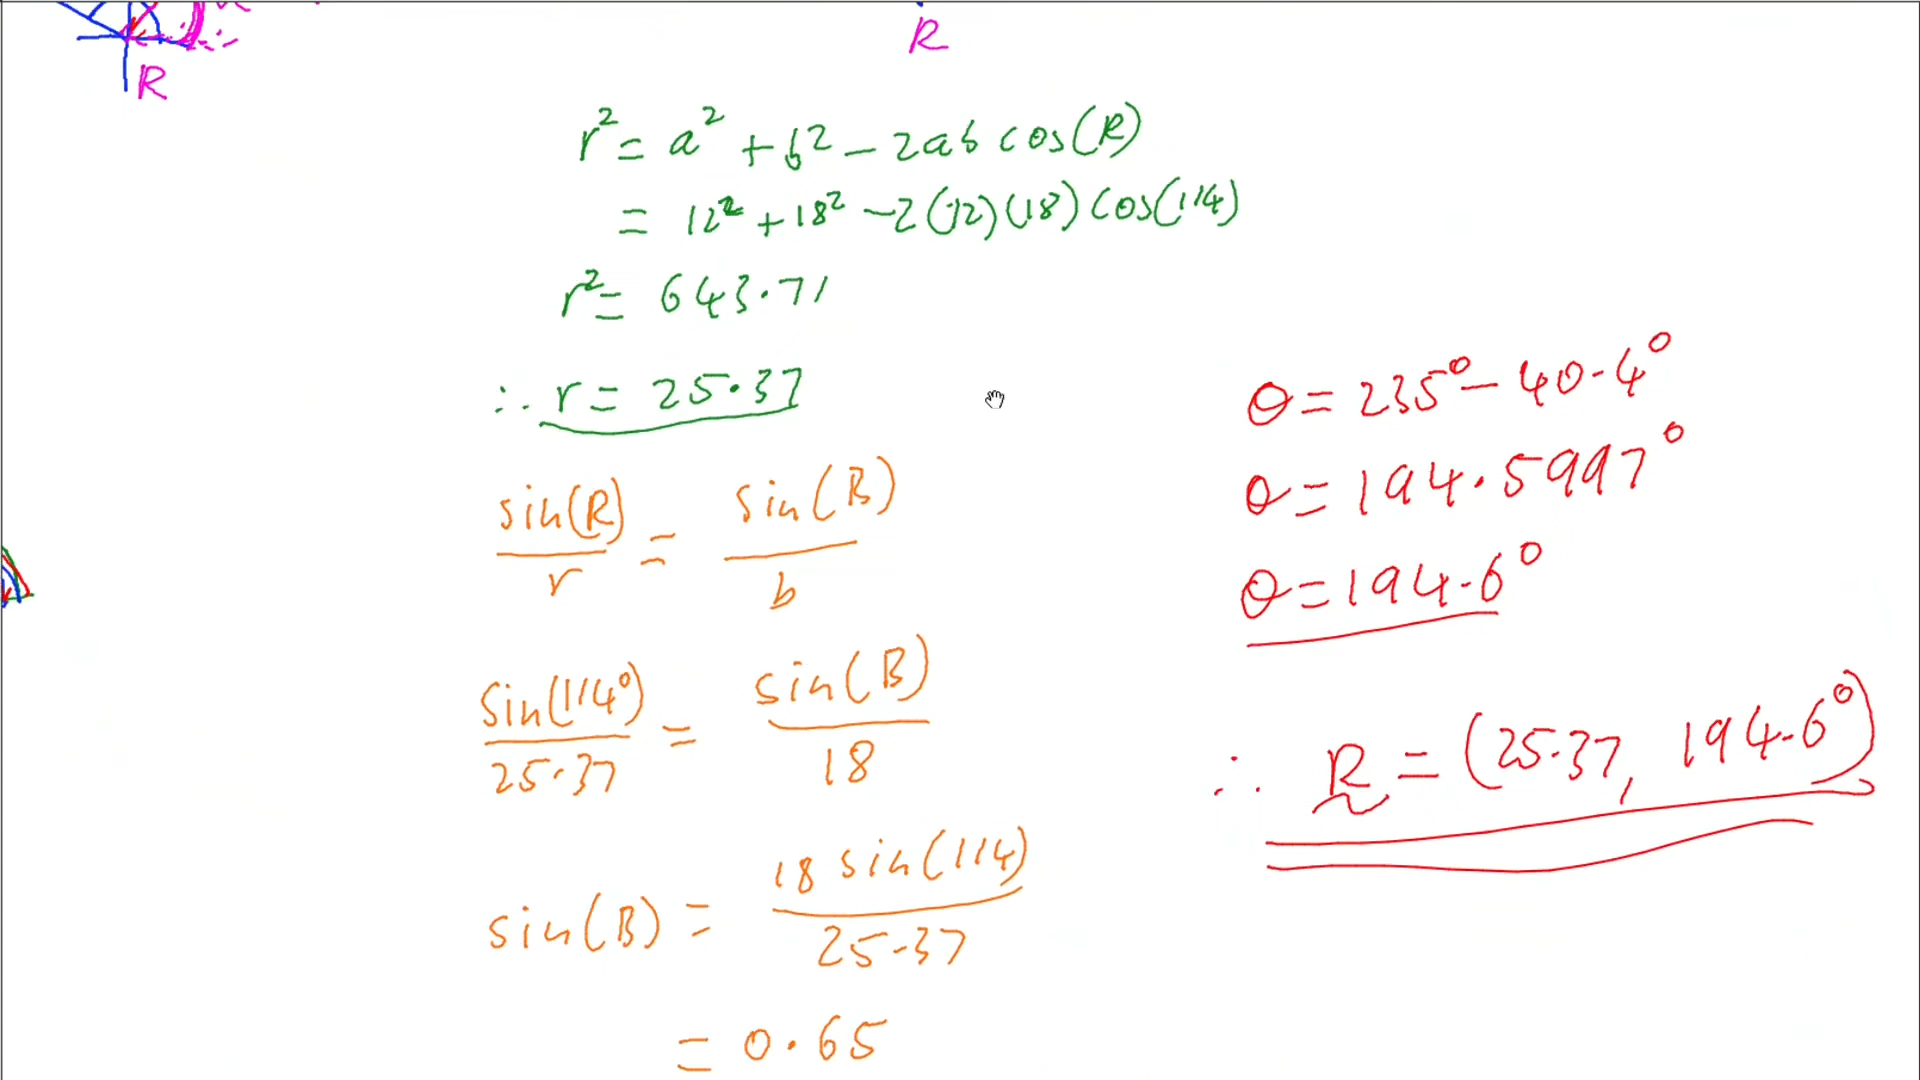 R
R
r² = a² + b² - 2ab cos(R)
= 12² + 18² - 2(12)(18) cos(114)
r² = 643.71
∴ r = 25.37
sin(R)/r = sin(B)/b
sin(114°)/25.37 = sin(B)/18
sin(B) = 18 sin(114)/25.37
= 0.65
θ = 235° - 40.4°
θ = 194.5997°
θ = 194.6°
∴ R = (25.37, 194.6°)